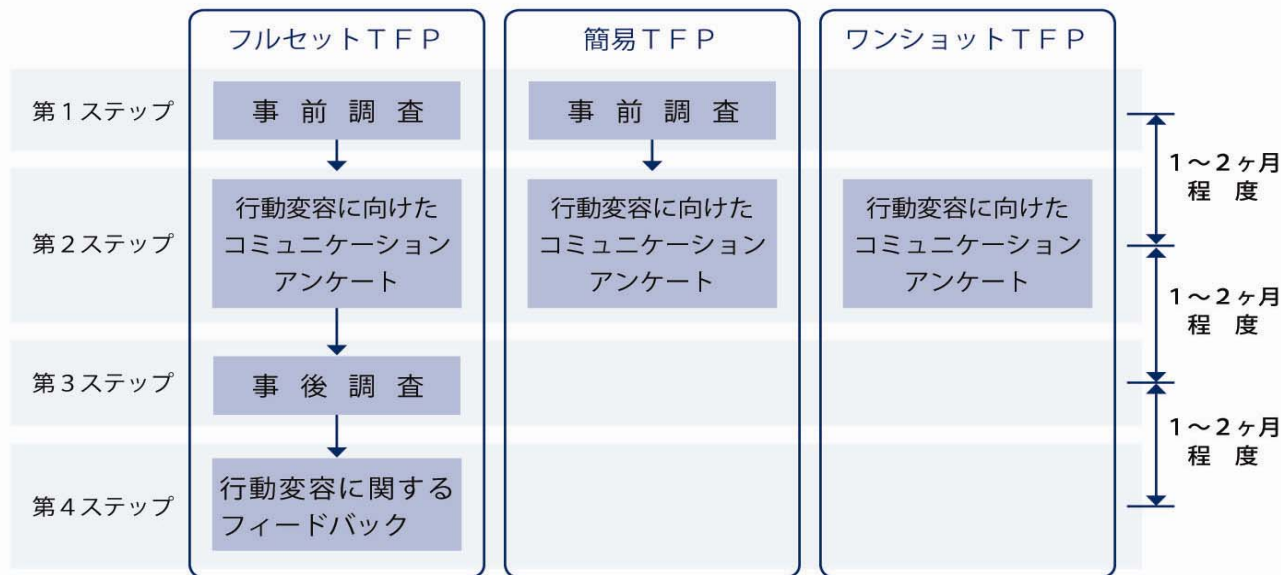 フルセットＴＦＰ
簡易ＴＦＰ
ワンショットＴＦＰ
第１ステップ
事前調査
事前調査
第２ステップ
行動変容に向けた
コミュニケーション
アンケート
行動変容に向けた
コミュニケーション
アンケート
行動変容に向けた
コミュニケーション
アンケート
第３ステップ
事後調査
第４ステップ
行動変容に関する
フィードバック
１～２ヶ月
程度
１～２ヶ月
程度
１～２ヶ月
程度